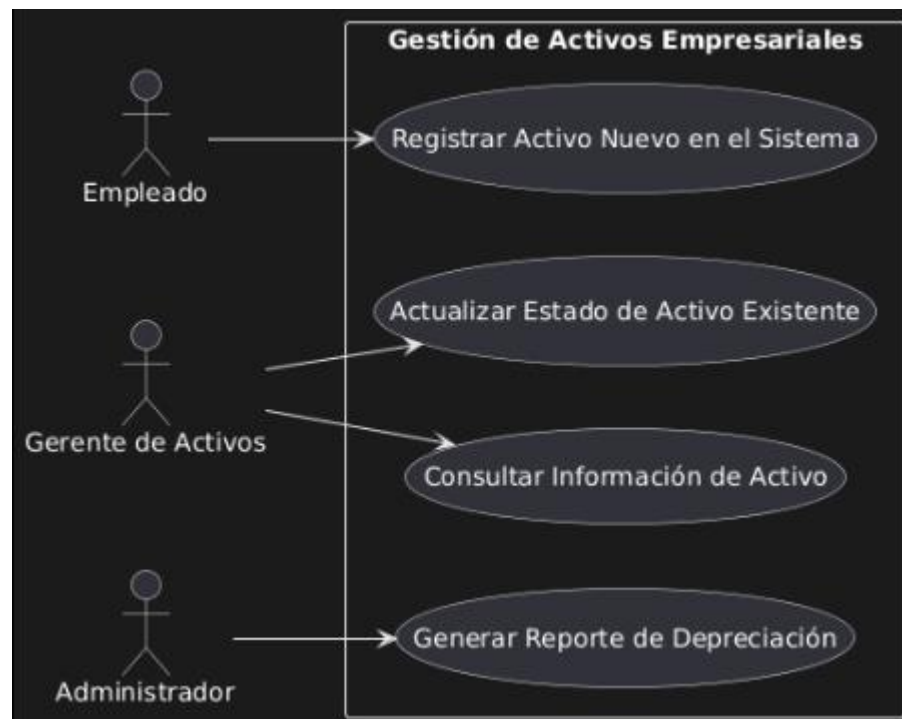 Gestión de Activos Empresariales
Registrar Activo Nuevo en el Sistema
Empleado
Actualizar Estado de Activo Existente
Gerente de Activos
Consultar Información de Activo
Generar Reporte de Depreciación
Administrador